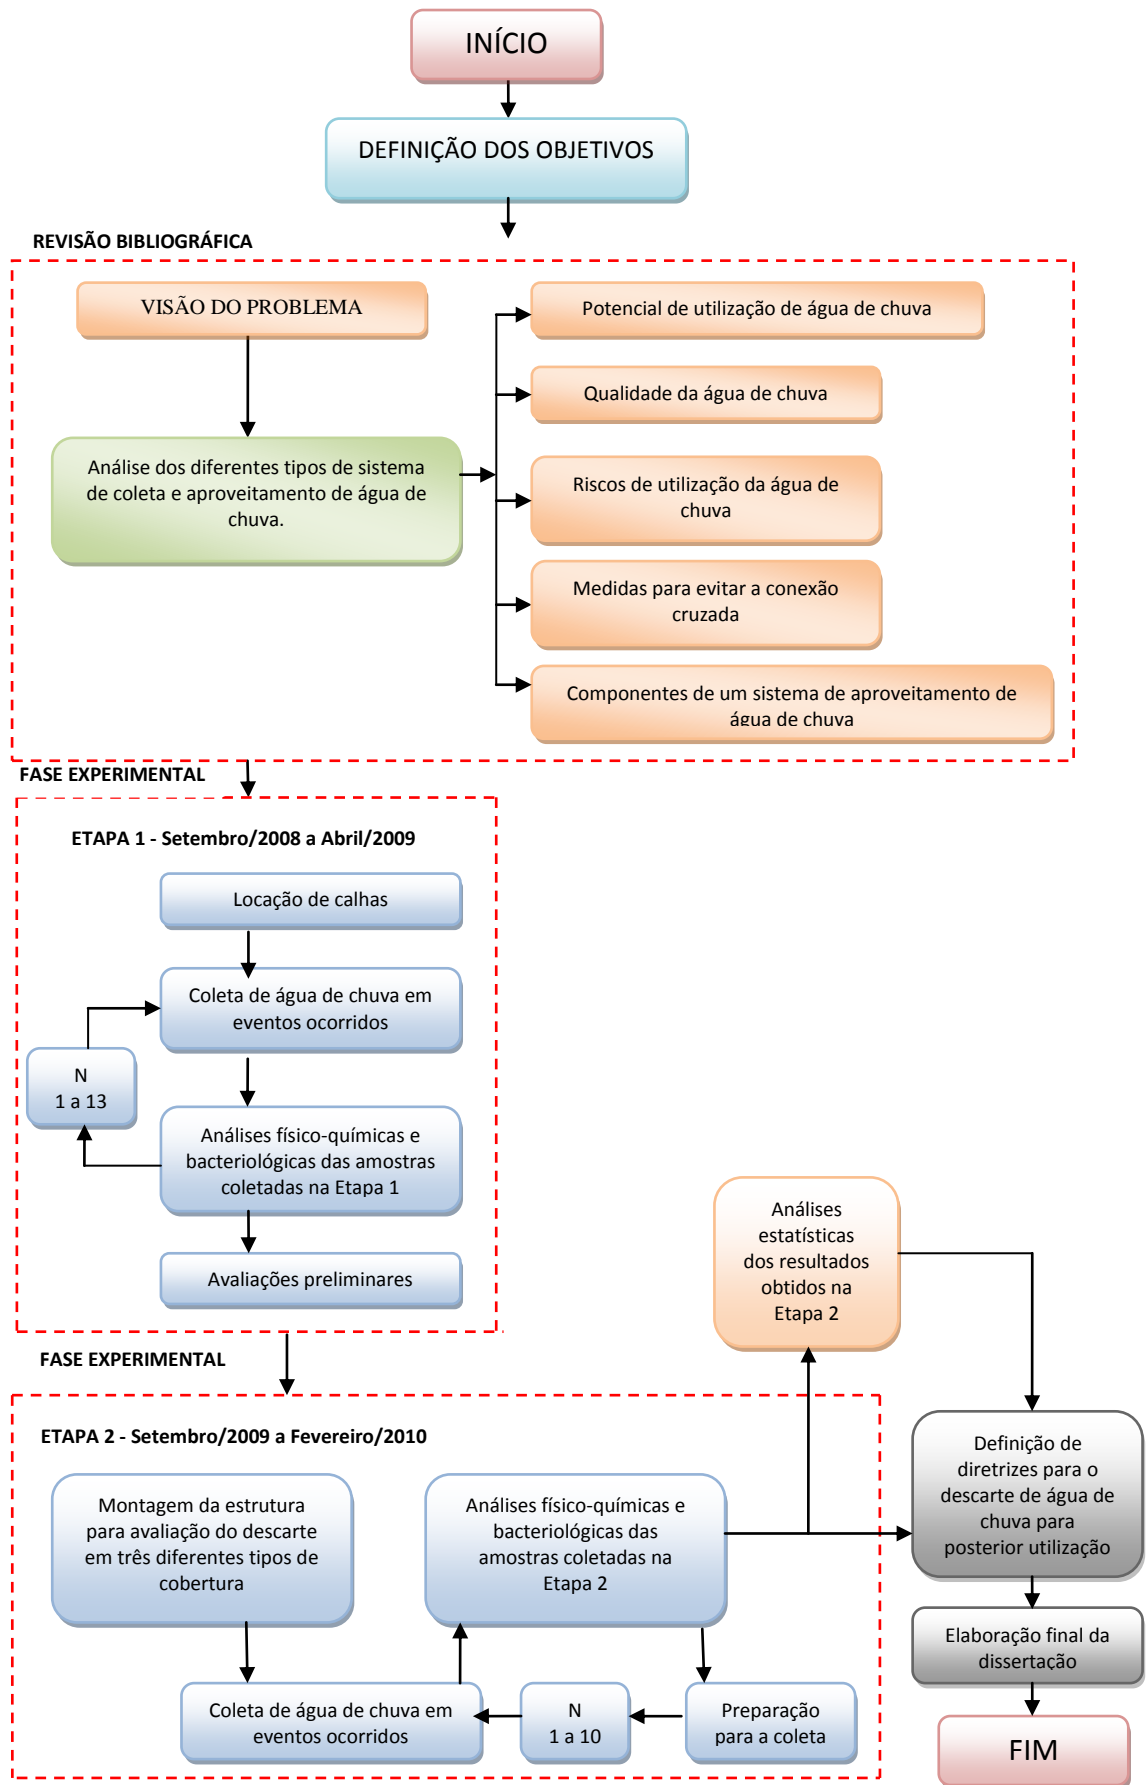 INÍCIO
DEFINIÇÃO DOS OBJETIVOS
REVISÃO BIBLIOGRÁFICA
VISÃO DO PROBLEMA
Análise dos diferentes tipos de sistema
de coleta e aproveitamento de água de
chuva.
Potencial de utilização de água de chuva
Qualidade da água de chuva
Riscos de utilização da água de
chuva
Medidas para evitar a conexão
cruzada
Componentes de um sistema de aproveitamento de
água de chuva
FASE EXPERIMENTAL
ETAPA 1 - Setembro/2008 a Abril/2009
Locação de calhas
Coleta de água de chuva em
eventos ocorridos
N
1 a 13
Análises físico-químicas e
bacteriológicas das amostras
coletadas na Etapa 1
Avaliações preliminares
FASE EXPERIMENTAL
ETAPA 2 - Setembro/2009 a Fevereiro/2010
Montagem da estrutura
para avaliação do descarte
em três diferentes tipos de
cobertura
Análises físico-químicas e
bacteriológicas das
amostras coletadas na
Etapa 2
Coleta de água de chuva em
eventos ocorridos
N
1 a 10
Preparação
para a coleta
Análises
estatísticas
dos resultados
obtidos na
Etapa 2
Definição de
diretrizes para o
descarte de água de
chuva para
posterior utilização
Elaboração final da
dissertação
FIM